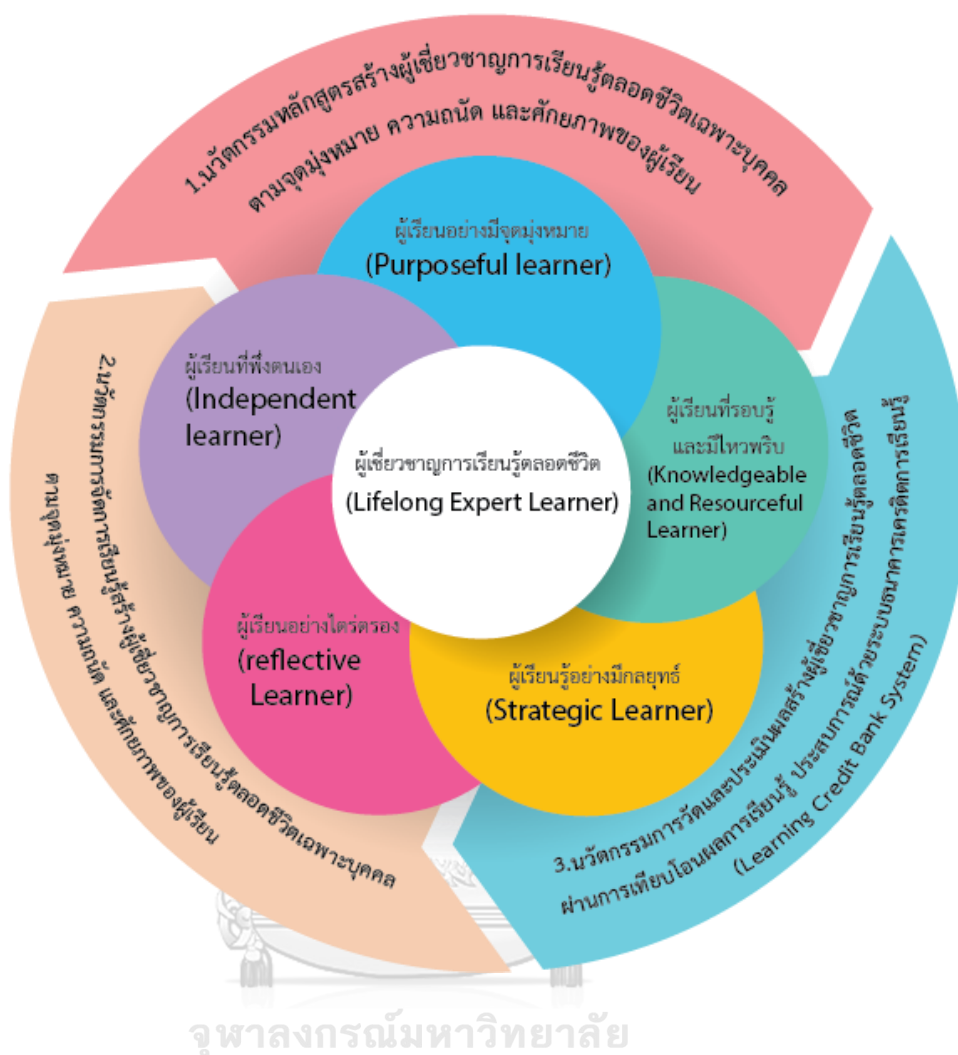 1.นวัตกรรมหลักสูตรสร้างผู้เชี่ยวชาญการเรียนรู้ตลอดชีวิตเฉพาะบุคคล
ตามจุดมุ่งหมาย ความถนัด และศักยภาพของผู้เรียน
ผู้เรียนอย่างมีจุดมุ่งหมาย
(Purposeful learner)
ผู้เรียนที่พึ่งตนเอง
(Independent
learner)
ผู้เรียนที่รอบรู้
และมีไหวพริบ
(Knowledgeable
and Resourceful
Learner)
ผู้เชี่ยวชาญการเรียนรู้ตลอดชีวิต
(Lifelong Expert Learner)
ผู้เรียนอย่างไตร่ตรอง
(reflective
Learner)
ผู้เรียนรู้อย่างมีกลยุทธ์
(Strategic Learner)
2.นวัตกรรมการจัดการเรียนรู้สร้างผู้เชี่ยวชาญการเรียนรู้ตลอดชีวิตเฉพาะบุคคล
ตามจุดมุ่งหมาย ความถนัด และศักยภาพของผู้เรียน
3.นวัตกรรมการวัดและประเมินผลสร้างผู้เชี่ยวชาญการเรียนรู้ตลอดชีวิต
ผ่านการเทียบโอนผลการเรียนรู้ ประสบการณ์ด้วยระบบธนาคารเครดิตการเรียนรู้
(Learning Credit Bank System)
จุฬาลงกรณ์มหาวิทยาลัย